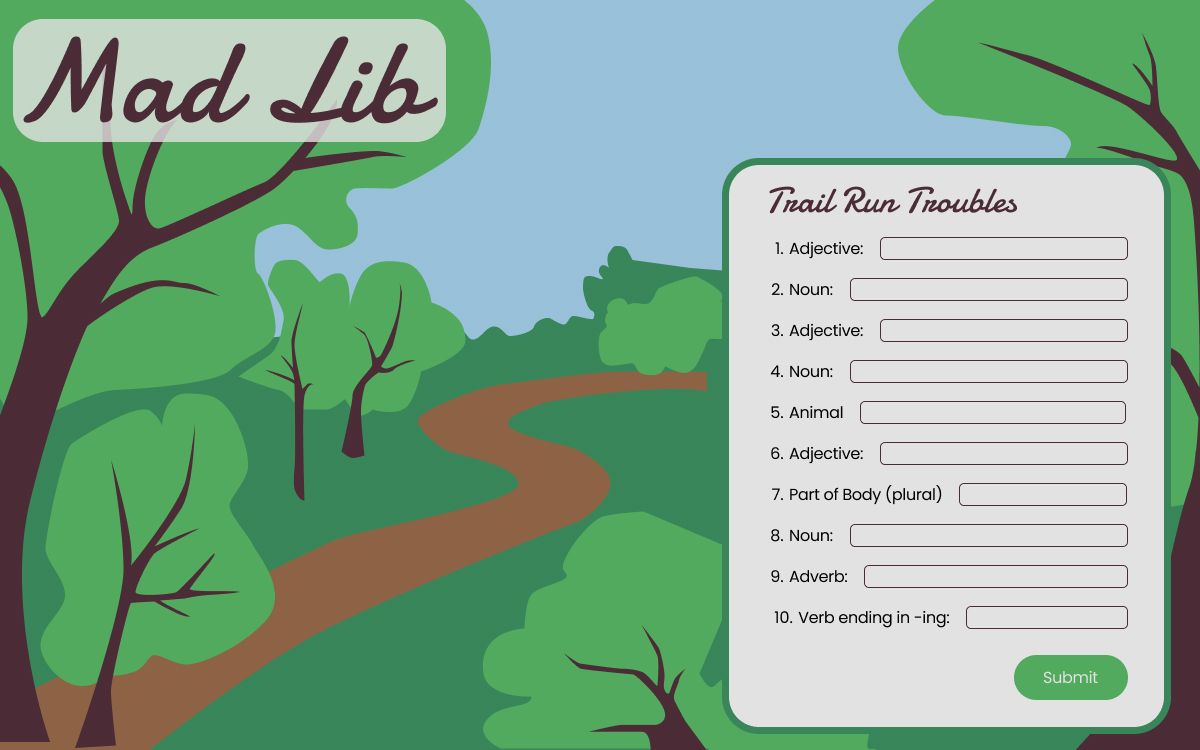 Mad Lib
Trail Run Troubles
1. Adjective:
2. Noun:
3. Adjective:
4. Noun:
5. Animal
6. Adjective:
7. Part of Body (plural)
8. Noun:
9. Adverb:
10. Verb ending in -ing:
Submit